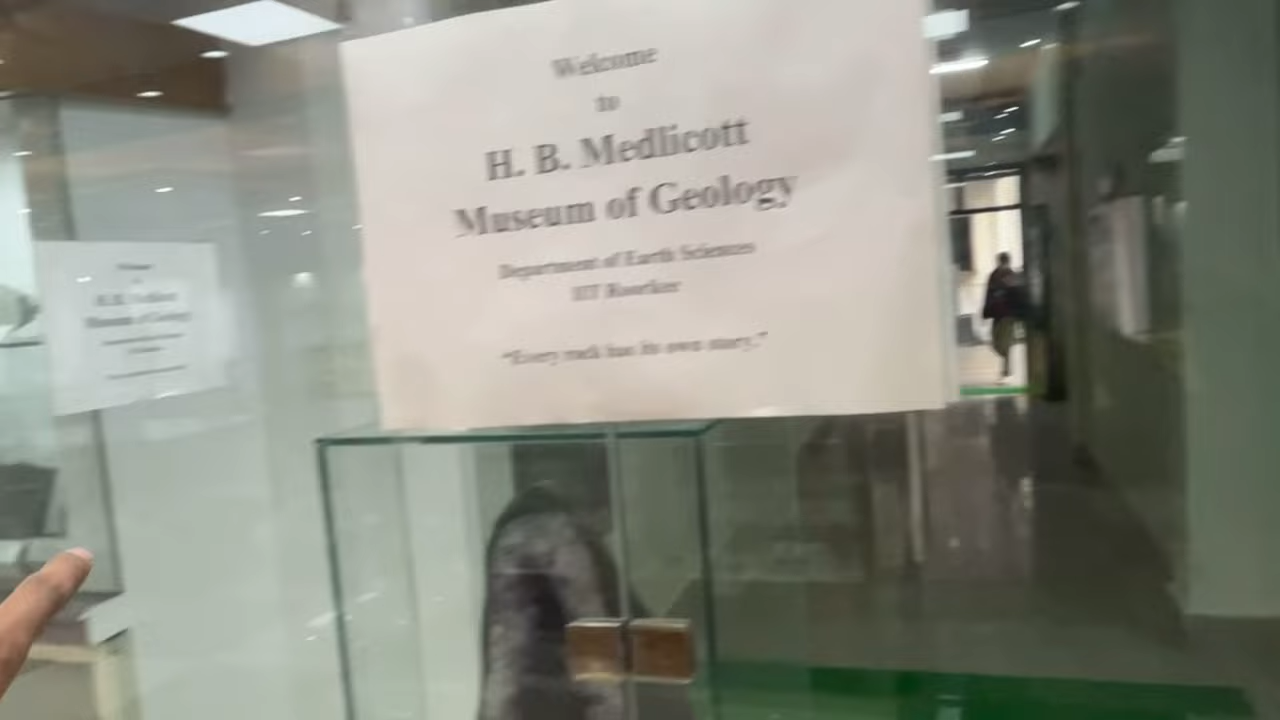 Welcome
to
H. B. Medlicott
Museum of Geology
Department of Earth Sciences
IIT Roorkee
"Every rock has its own story."